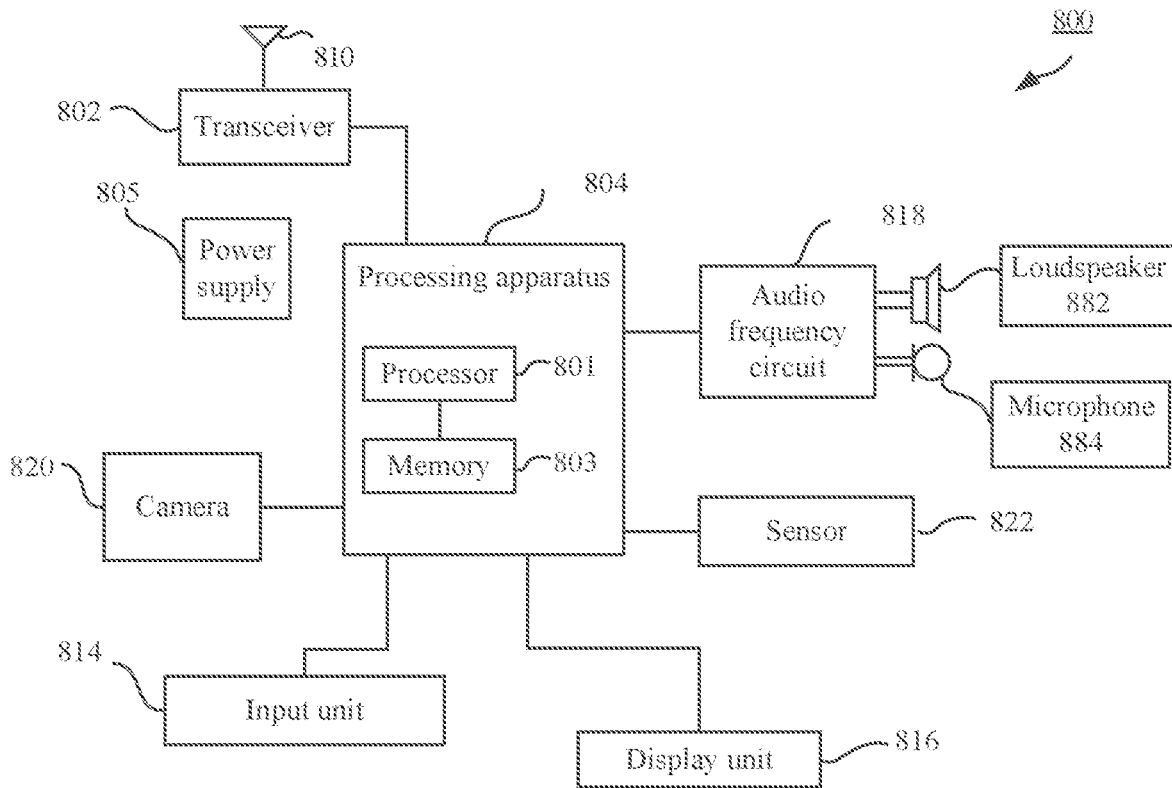 800
810
802
Transceiver
805
Power
supply
804
Processing apparatus
818
Audio
frequency
circuit
Loudspeaker
882
Processor
801
Memory
803
Microphone
884
820
Camera
Sensor
822
814
Input unit
Display unit
816